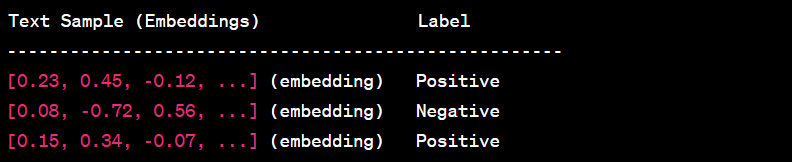 Text Sample (Embeddings) Label
-----------------------------------------------------
[0.23, 0.45, -0.12, ...] (embedding) Positive
[0.08, -0.72, 0.56, ...] (embedding) Negative
[0.15, 0.34, -0.07, ...] (embedding) Positive